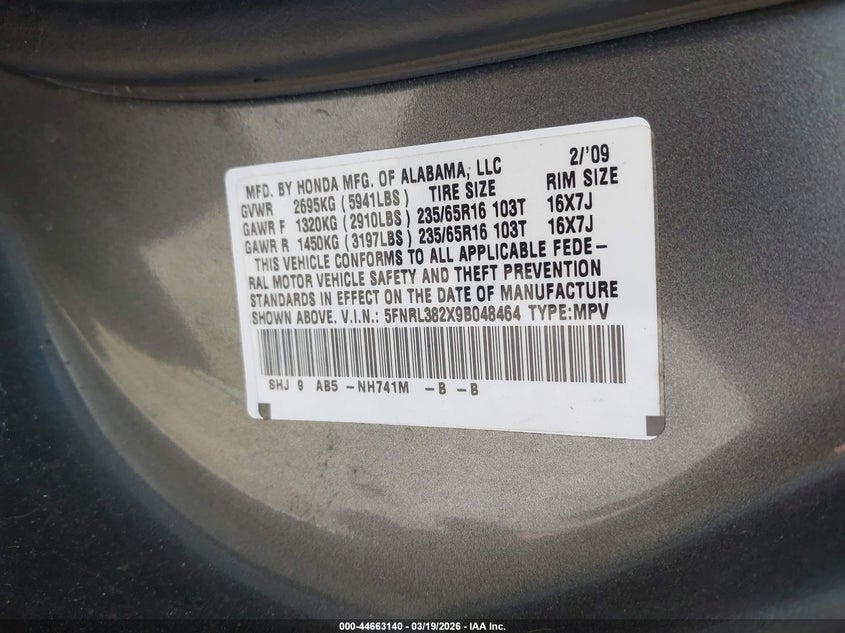 MFD. BY HONDA MFG. OF ALABAMA, LLC 2/'09
GVWR 2695KG (5941LBS) TIRE SIZE RIM SIZE
GAWR F 1320KG (2910LBS) 235/65R16 103T 16X7J
GAWR R 1450KG (3197LBS) 235/65R16 103T 16X7J
THIS VEHICLE CONFORMS TO ALL APPLICABLE FEDE-
RAL MOTOR VEHICLE SAFETY AND THEFT PREVENTION
STANDARDS IN EFFECT ON THE DATE OF MANUFACTURE
SHOWN ABOVE. V.I.N.: 5FNRL382X9B048464 TYPE:MPV
SHJ 9 AB5 -NH741M -B -B
000-44663140 - 03/19/2026 - IAA Inc.